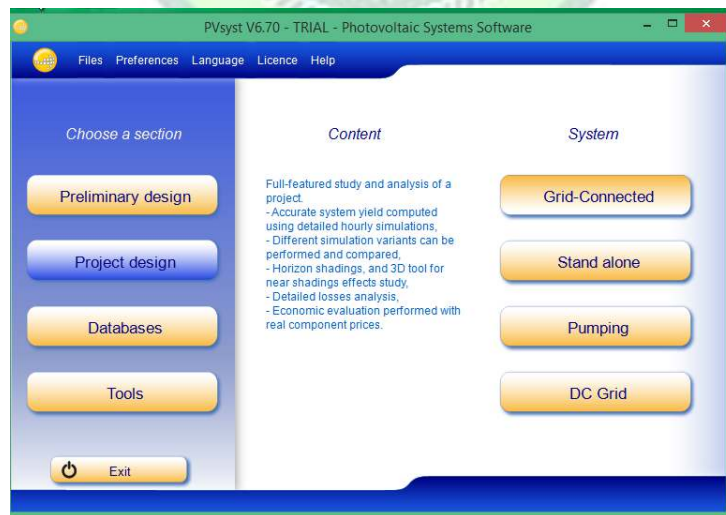 PVsyst V6.70 - TRIAL - Photovoltaic Systems Software
Files Preferences Language Licence Help
Choose a section
Preliminary design
Project design
Databases
Tools
Exit
Content
Full-featured study and analysis of a
project.
- Accurate system yield computed
using detailed hourly simulations,
- Different simulation variants can be
performed and compared,
- Horizon shadings, and 3D tool for
near shadings effects study,
- Detailed losses analysis,
- Economic evaluation performed with
real component prices.
System
Grid-Connected
Stand alone
Pumping
DC Grid